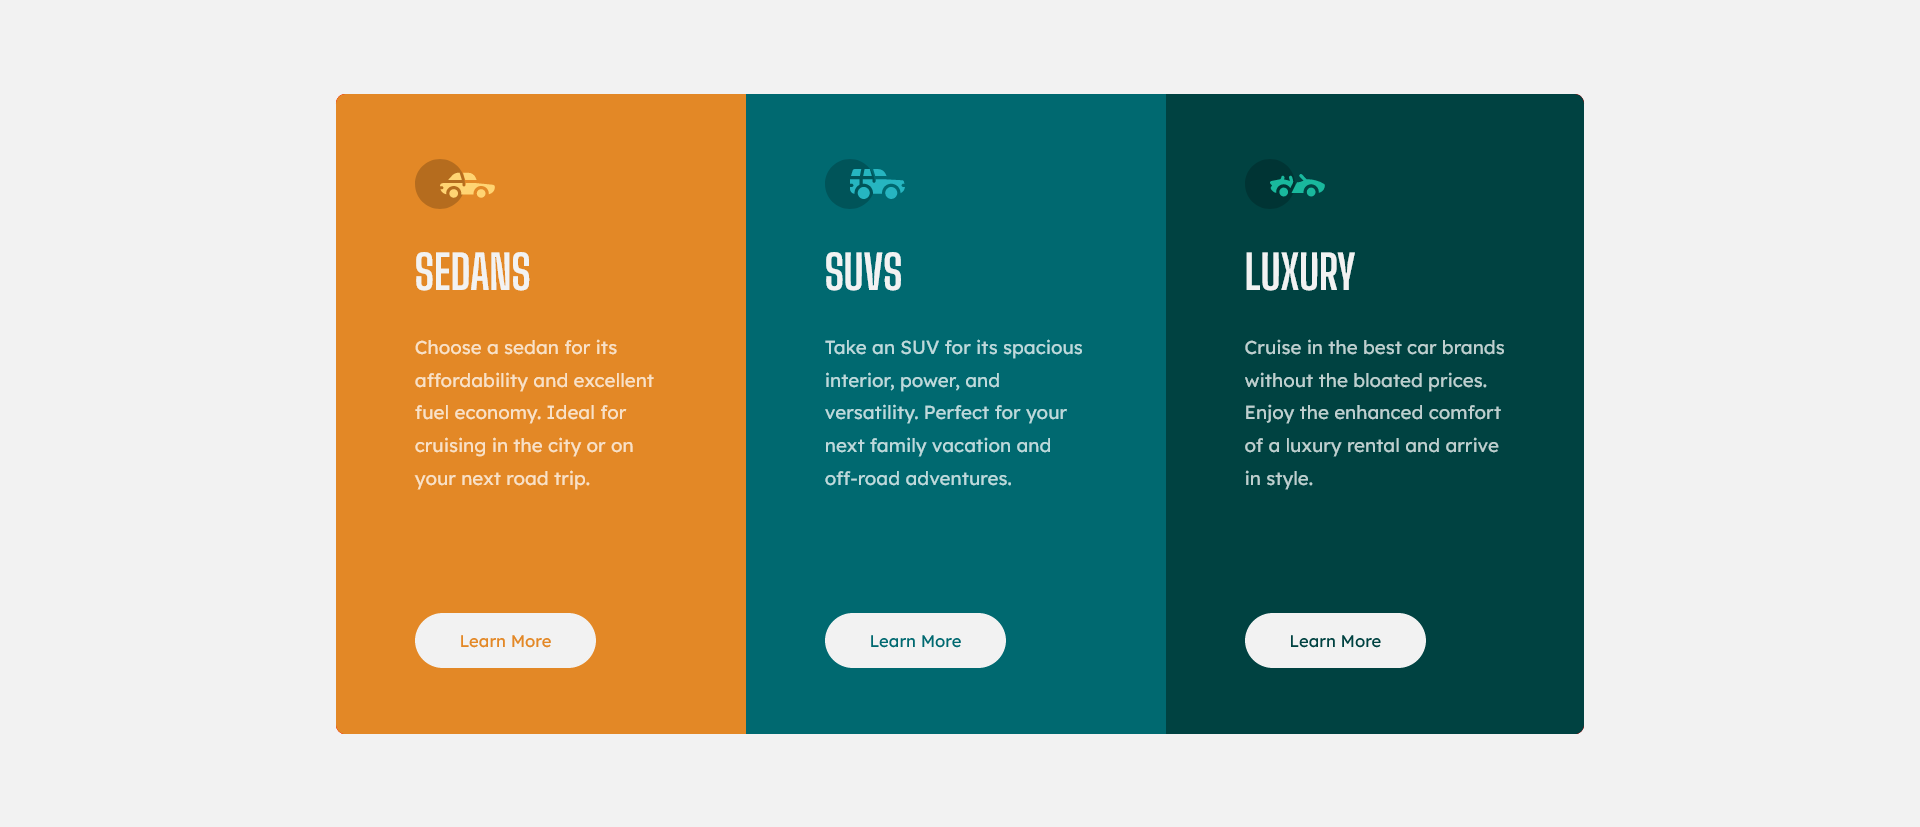 SEDANS
Choose a sedan for its
affordability and excellent
fuel economy. Ideal for
cruising in the city or on
your next road trip.
Learn More
SUVS
Take an SUV for its spacious
interior, power, and
versatility. Perfect for your
next family vacation and
off-road adventures.
Learn More
LUXURY
Cruise in the best car brands
without the bloated prices.
Enjoy the enhanced comfort
of a luxury rental and arrive
in style.
Learn More